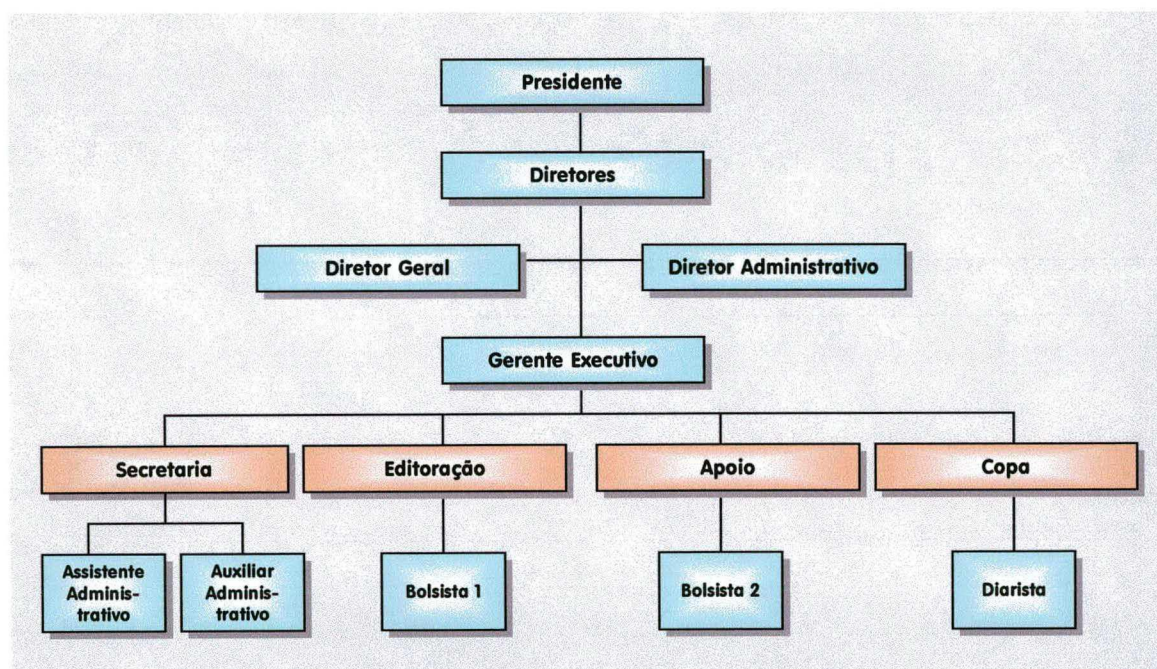 Presidente
Diretores
Diretor Geral
Diretor Administrativo
Gerente Executivo
Secretaria
Editoração
Apoio
Copa
Assistente
Adminis-
trativo
Auxiliar
Adminis-
trativo
Bolsista 1
Bolsista 2
Diarista